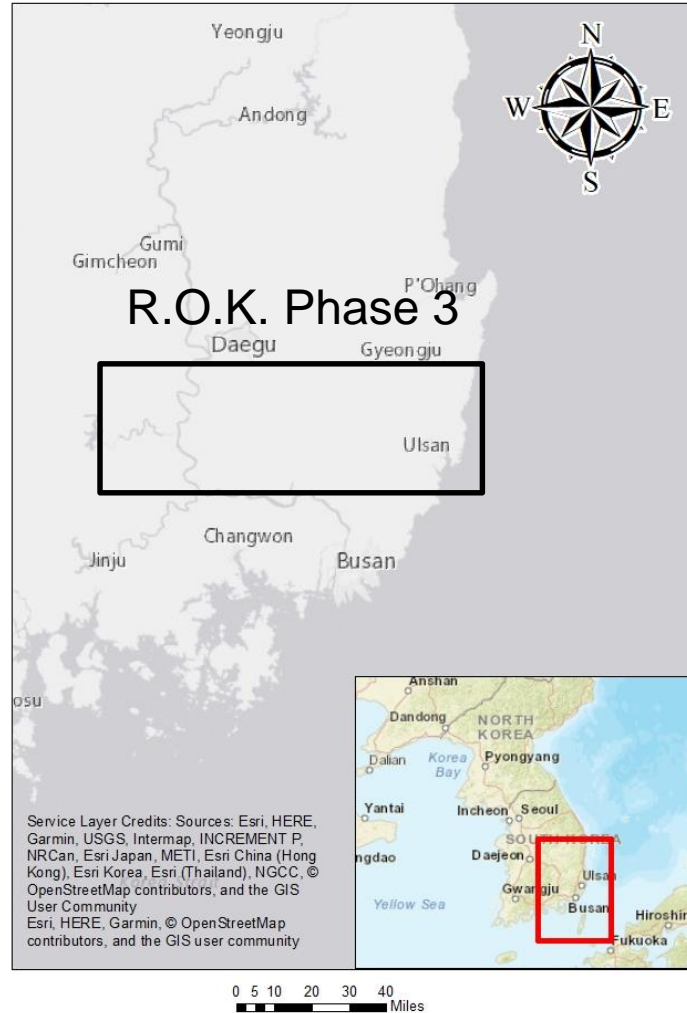 Yeongju
N
W E
S
Andong
Gumi
Gimcheon
P'Ohang
R.O.K. Phase 3
Daegu
Gyeongju
Ulsan
Changwon
Jinju
Busan
osu
Service Layer Credits: Sources: Esri, HERE,
Garmin, USGS, Intermap, INCREMENT P,
NRCan, Esri Japan, METI, Esri China (Hong
Kong), Esri Korea, Esri (Thailand), NGCC, ©
OpenStreetMap contributors, and the GIS
User Community
Esri, HERE, Garmin, © OpenStreetMap
contributors, and the GIS user community
Anshan
Dandong
NORTH
KOREA
Dalian
Korea
Bay
Pyongyang
Yantai
Incheon
Seoul
SOUTH KOREA
ngdao
Daejeon
Ulsan
Gwangju
Busan
Yellow Sea
Hiroshim
Fukuoka
0 5 10 20 30 40
Miles